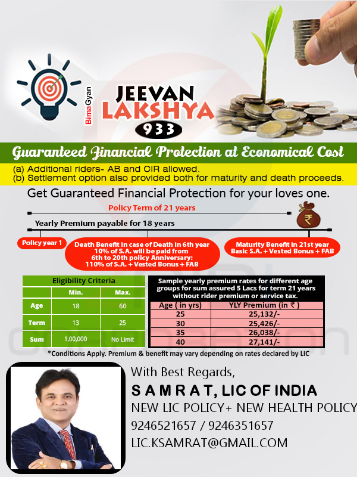 BimaGyan
JEEVAN
LAKSHYA
933
Guaranteed Financial Protection at Economical Cost
(a) Additional riders- AB and CIR allowed.
(b) Settlement option also provided both for maturity and death proceeds.
Get Guaranteed Financial Protection for your loves one.
Policy Term of 21 years
Yearly Premium payable for 18 years
Policy year 1
Death Benefit in case of Death in 6th year
10% of S.A. will be paid from
6th to 20th policy Anniversary:
110% of S.A. + Vested Bonus + FAB
Maturity Benefit in 21st year
Basic S.A. + Vested Bonus + FAB
Eligibility Criteria
Min. Max.
Age 18 50
Term 13 25
Sum 1,00,000 No Limit
Sample yearly premium rates for different age
groups for sum assured 5 Lacs for term 21 years
without rider premium or service tax.
Age ( in yrs) YLY Premium (in ₹ )
25 25,132/-
30 25,426/-
35 26,038/-
40 27,141/-
*Conditions Apply. Premium & benefit may vary depending on rates declared by LIC
With Best Regards,
S A M R A T, LIC OF INDIA
NEW LIC POLICY+ NEW HEALTH POLICY
9246521657 / 9246351657
LIC.KSAMRAT@GMAIL.COM